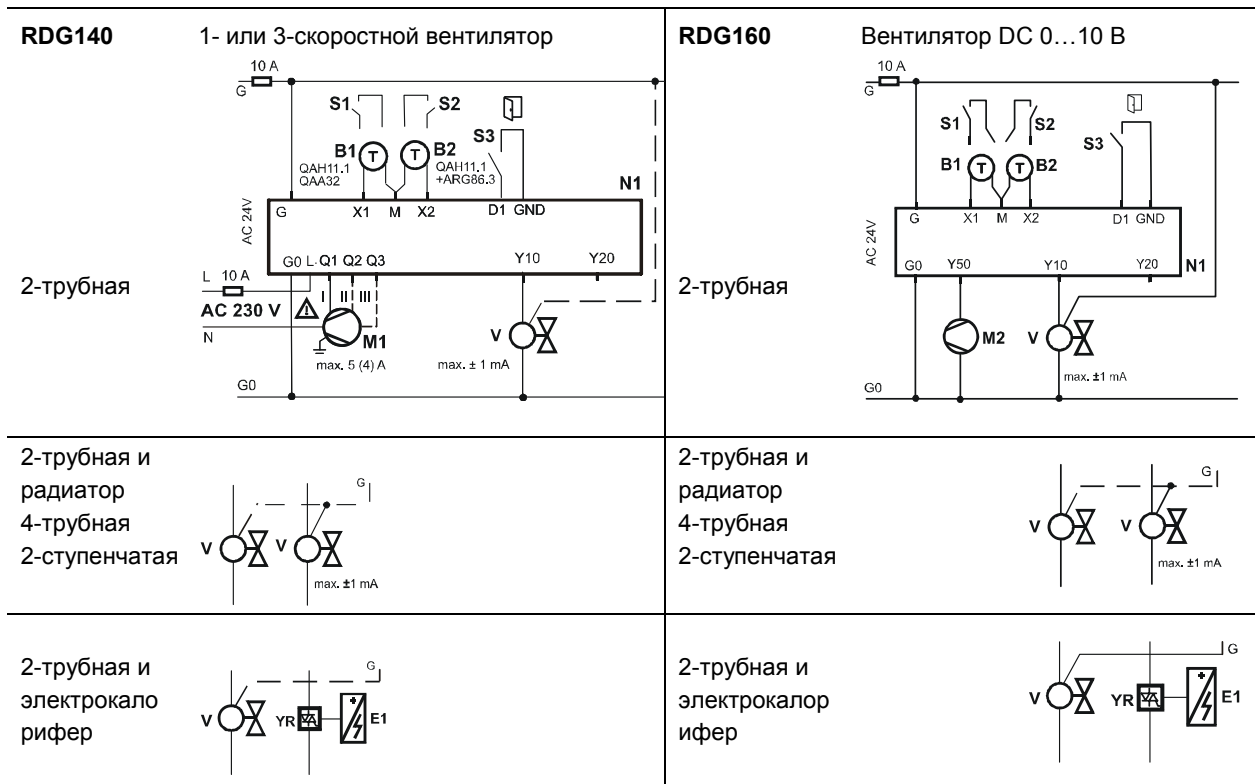 RDG140 1- или 3-скоростной вентилятор
10 A
G
S1 S2
S3
B1 T T B2
QAH11.1
QAA32
QAH11.1
+ARG86.3
N1
AC 24V
G X1 M X2 D1 GND
G0 L Q1 Q2 Q3 Y10 Y20
2-трубная
L 10 A
I II III
AC 230 V
N
M1
max. 5 (4) A
V
max. ± 1 mA
G0
RDG160 Вентилятор DC 0…10 В
10 A
G
S1 S2
S3
B1 T T B2
AC 24V
G X1 M X2 D1 GND
G0 Y50 Y10 Y20 N1
2-трубная
M2
V
max. ±1 mA
G0
2-трубная и
радиатор
4-трубная
2-ступенчатая
G
V V
max. ±1 mA
2-трубная и
радиатор
4-трубная
2-ступенчатая
G
V V
max. ±1 mA
2-трубная и
электрокало
рифер
G
V YR E1
2-трубная и
электрокалор
ифер
G
V YR E1